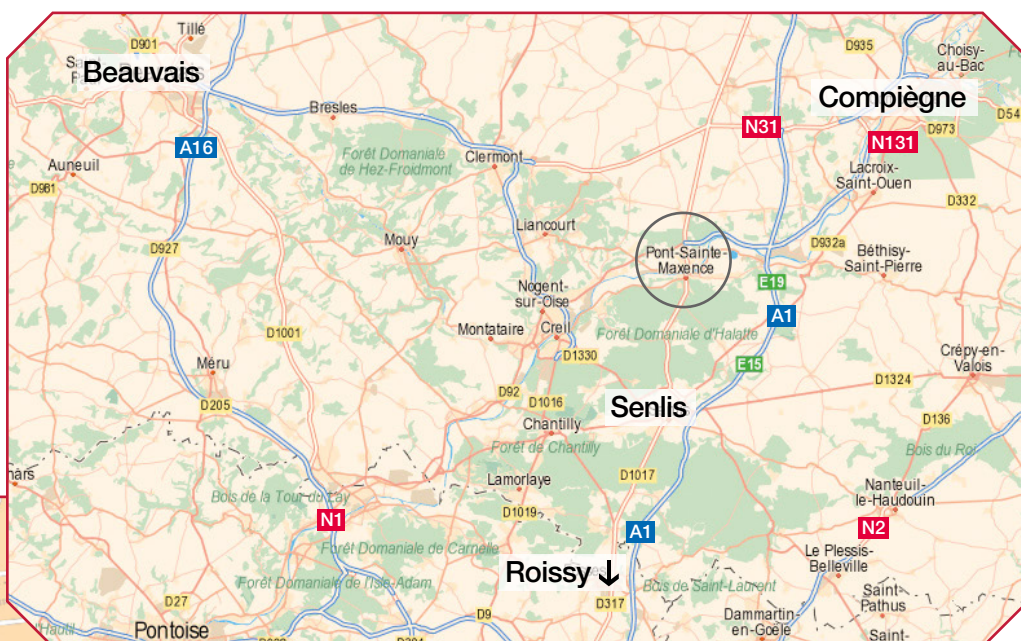 Tillé
D901
D935
Choisy-
au-Bac
Beauvais
Compiègne
Bresles
N31
D54
D973
N131
A16
Forêt Domaniale
de Hez-Froidmont
Clermont
Auneuil
D981
Lacroix-
Saint-Ouen
D332
Liancourt
Mouy
D927
D932a
Pont-Sainte-
Maxence
Béthisy-
Saint-Pierre
E19
Nogent-
sur-Oise
A1
Montataire
Creil
Forêt Domaniale d'Halatte
D1001
D1330
Crépy-en-
Valois
E15
Méru
D1324
D92
D1016
D205
Senlis
D136
Chantilly
Forêt de Chantilly
Bois du Roi
D1017
nars
Lamorlaye
Nanteuil-
le-Haudouin
Bois de la Tour du Lay
D1019
N1
N2
A1
Forêt Domaniale de Carnelle
Le Plessis-
Belleville
Roissy ↓
Forêt Domaniale de l'Isle-Adam
Bois de Saint-Laurent
Saint-
Pathus
D27
D317
D9
Dammartin-
en-Goële
l'Hautil
Pontoise
Saint-